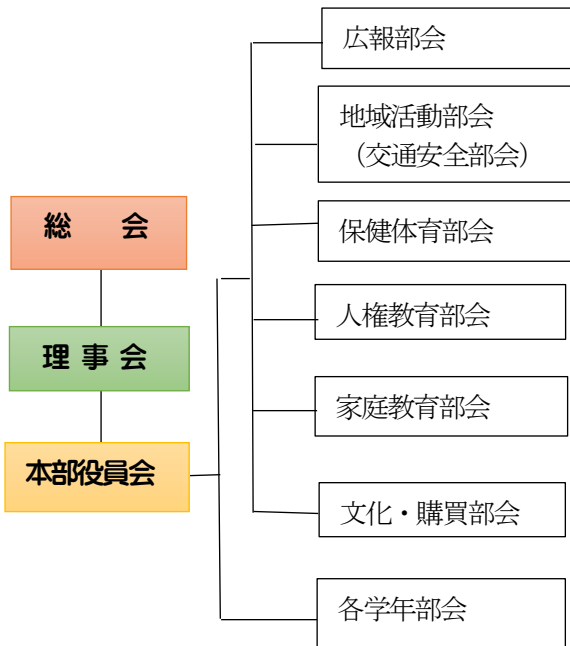 総　会
理 事 会
本部役員会
広報部会
地域活動部会
（交通安全部会）
保健体育部会
人権教育部会
家庭教育部会
文化・購買部会
各学年部会